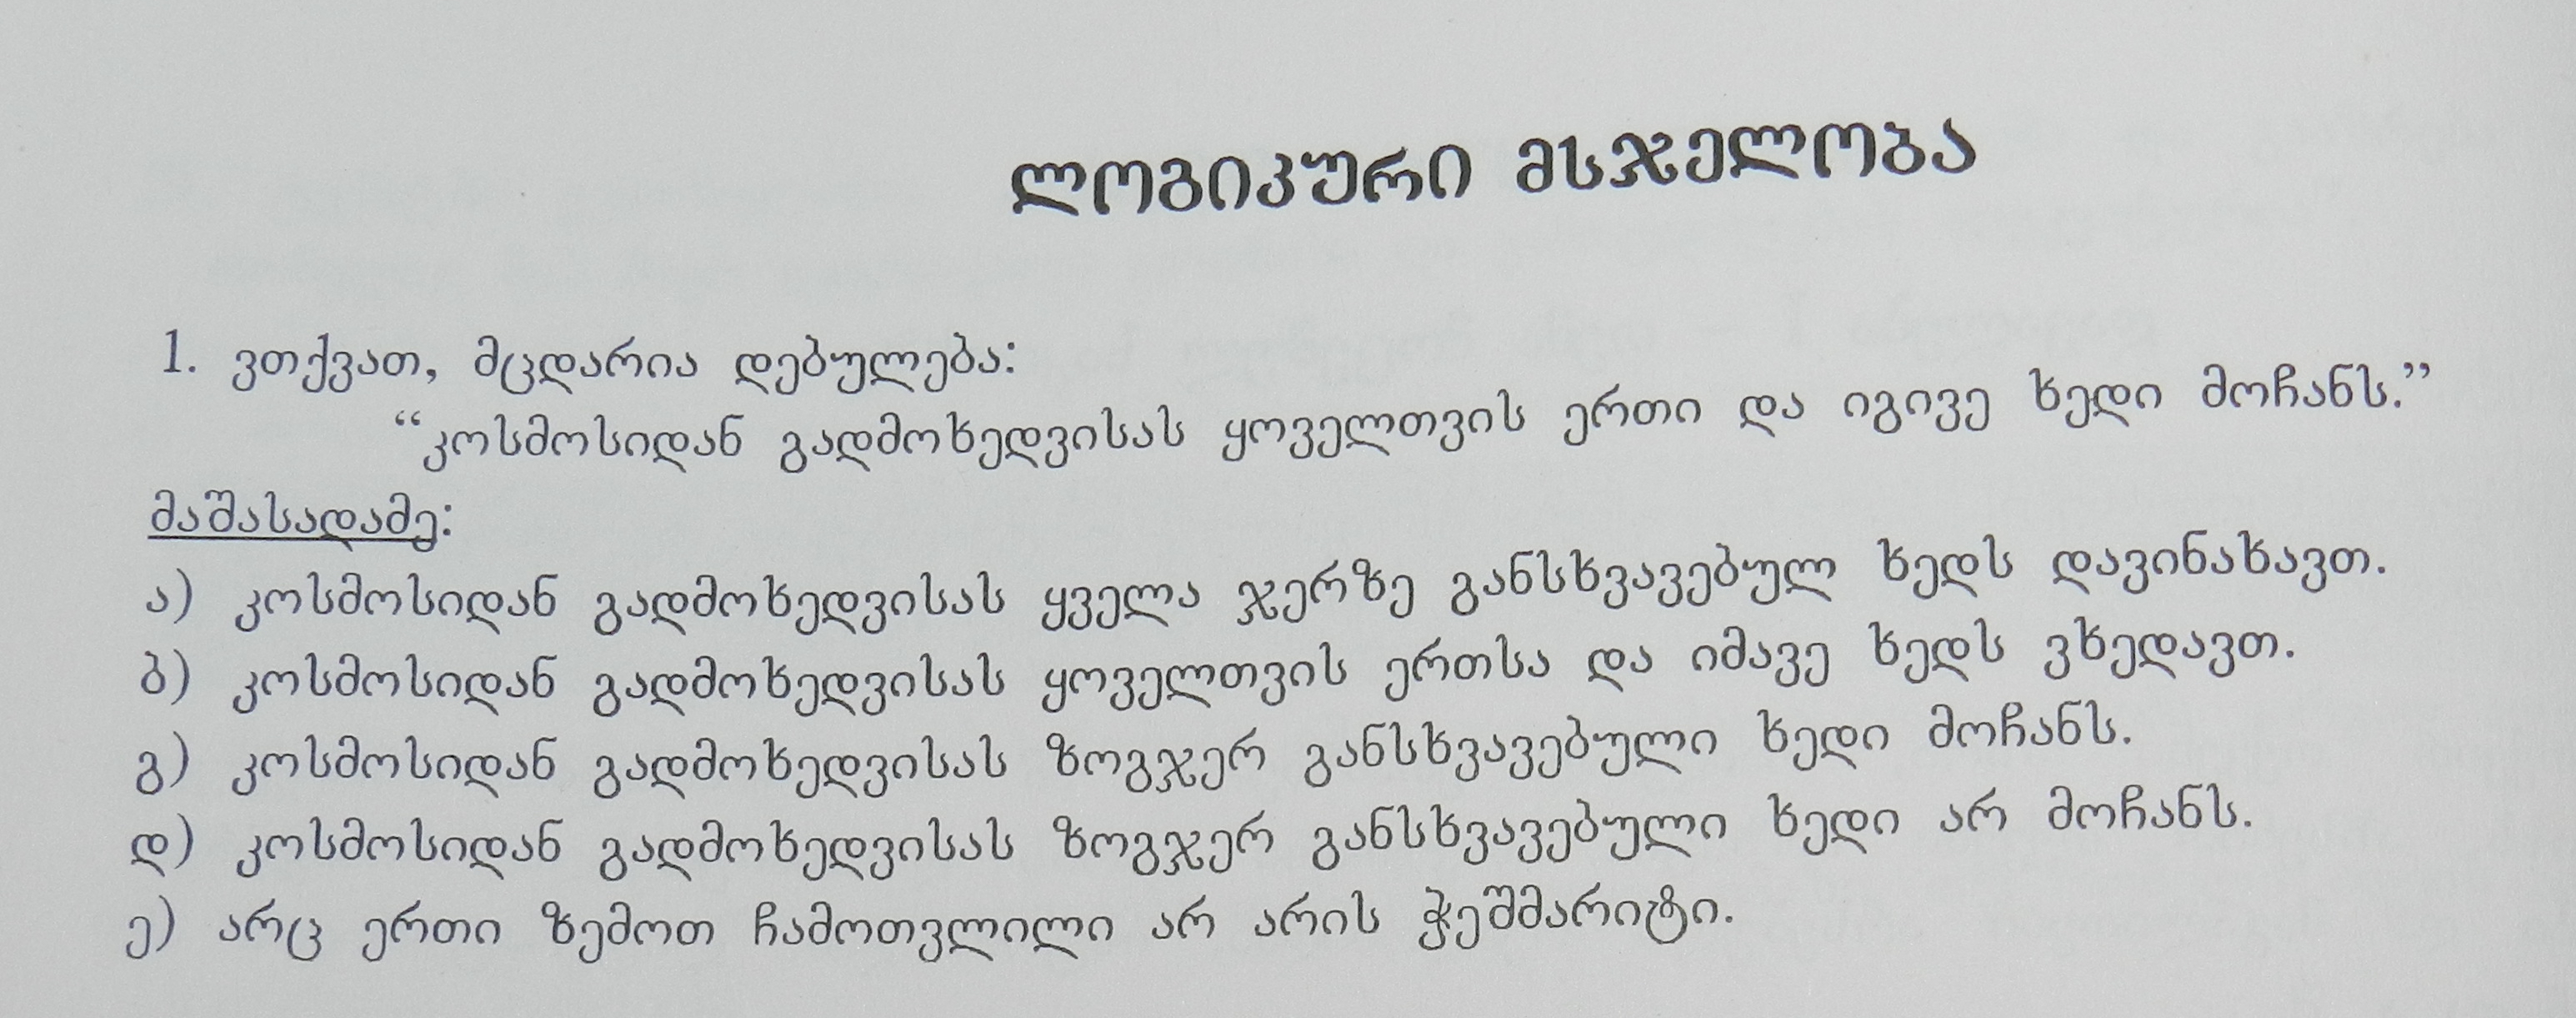 ლოგიკური მსჯელობა
1. ვთქვათ, მცდარია დებულება:
“კოსმოსიდან გადმოხედვისას ყოველთვის ერთი და იგივე ხედი მოჩანს.”
მაშასადამე:
ა) კოსმოსიდან გადმოხედვისას ყველა ჯერზე განსხვავებულ ხედს დავინახავთ.
ბ) კოსმოსიდან გადმოხედვისას ყოველთვის ერთსა და იმავე ხედს ვხედავთ.
გ) კოსმოსიდან გადმოხედვისას ზოგჯერ განსხვავებული ხედი მოჩანს.
დ) კოსმოსიდან გადმოხედვისას ზოგჯერ განსხვავებული ხედი არ მოჩანს.
ე) არც ერთი ზემოთ ჩამოთვლილი არ არის ჭეშმარიტი.